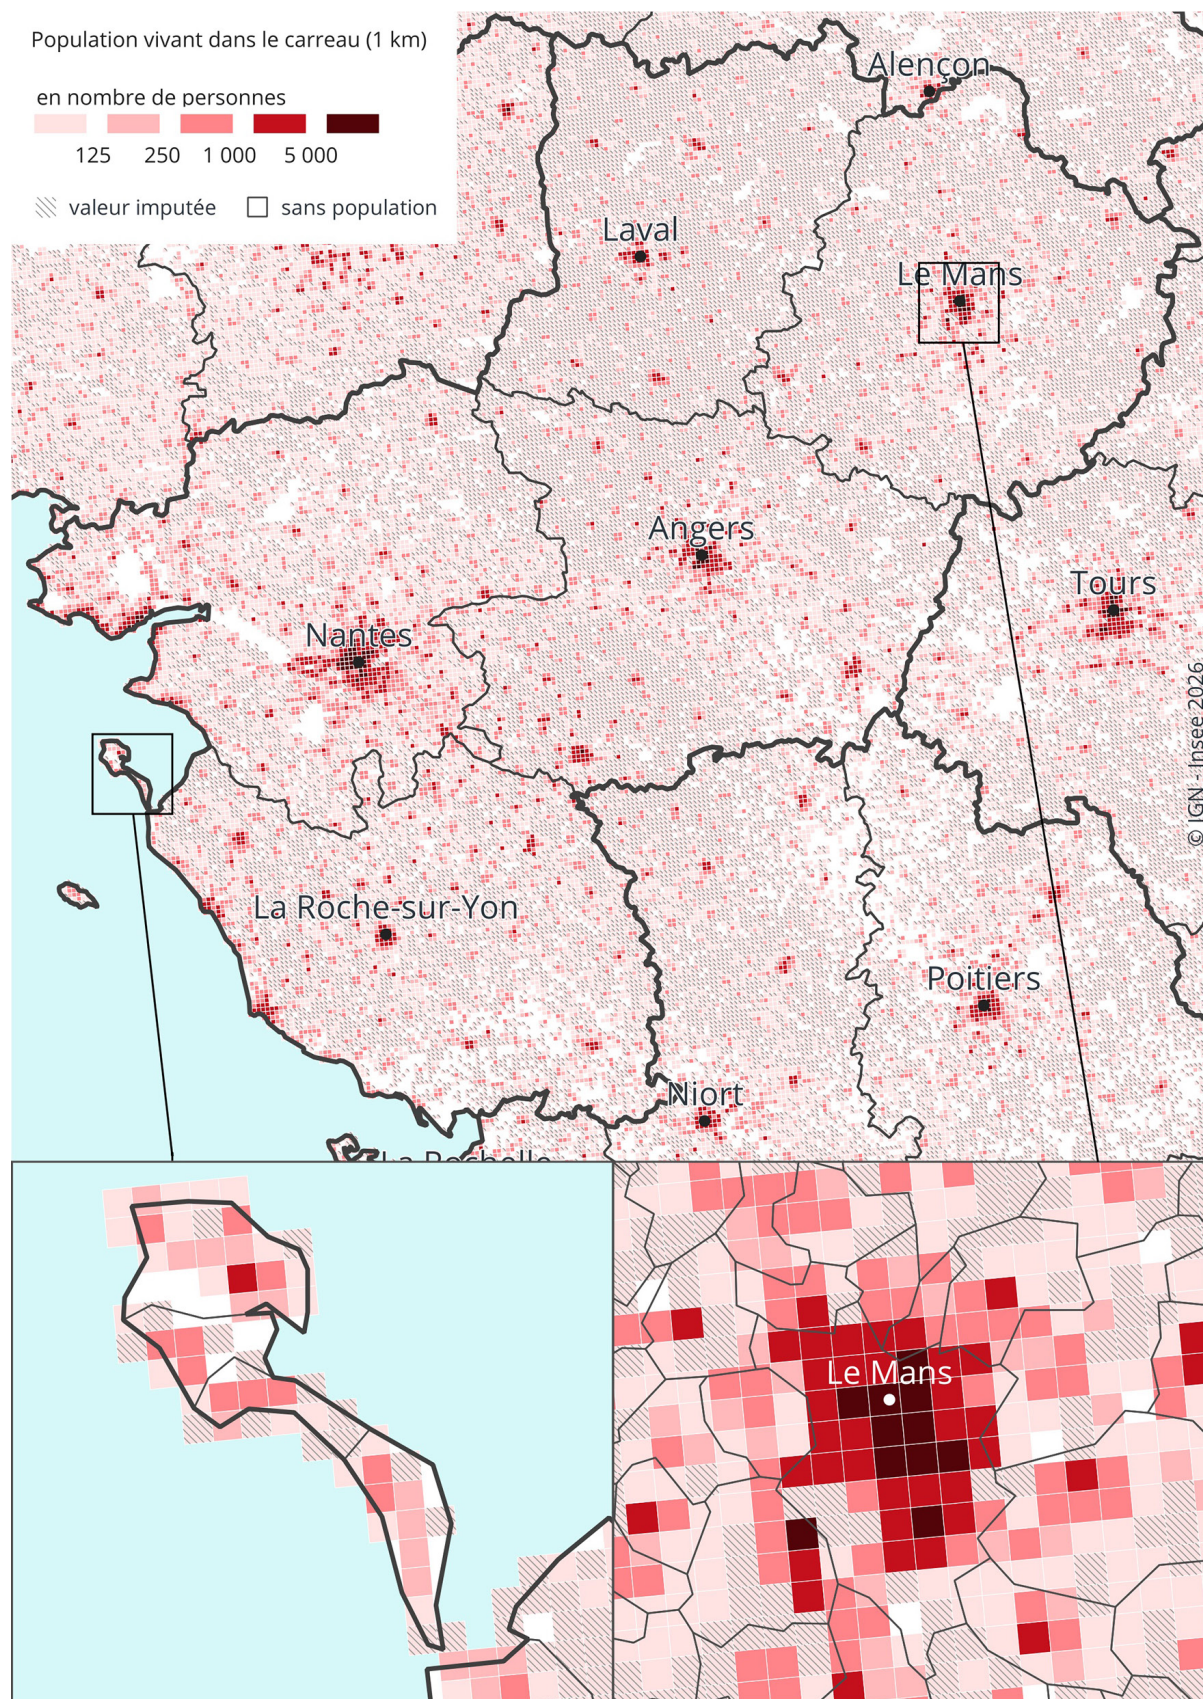 Population vivant dans le carreau (1 km)
en nombre de personnes
125 250 1 000 5 000
valeur imputée sans population
Alençon
Laval
Le Mans
Angers
Tours
Nantes
© IGN - Insee 2026
La Roche-sur-Yon
Poitiers
Niort
La Rochelle
Le Mans